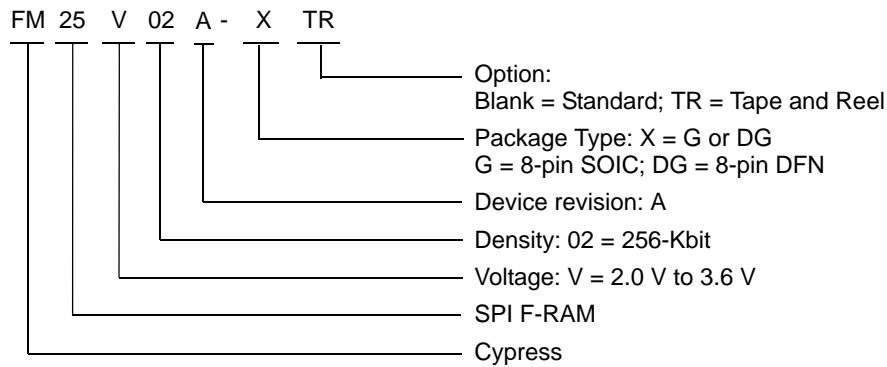 FM 25 V 02 A - X TR
Option:
Blank = Standard; TR = Tape and Reel
Package Type: X = G or DG
G = 8-pin SOIC; DG = 8-pin DFN
Device revision: A
Density: 02 = 256-Kbit
Voltage: V = 2.0 V to 3.6 V
SPI F-RAM
Cypress